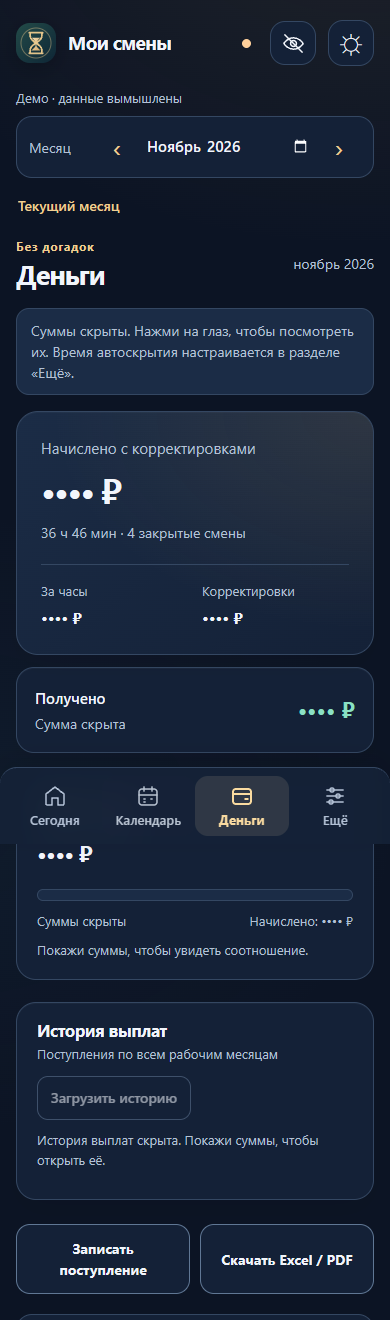 Мои смены
Демо · данные вымышлены
Месяц
‹
Ноябрь 2026
›
Текущий месяц
Без догадок
Деньги
ноябрь 2026
Суммы скрыты. Нажми на глаз, чтобы посмотреть
их. Время автоскрытия настраивается в разделе
«Ещё».
Начислено с корректировками
•••• ₽
36 ч 46 мин · 4 закрытые смены
За часы
Корректировки
•••• ₽
•••• ₽
Получено
Сумма скрыта
•••• ₽
Сегодня
Календарь
Деньги
Ещё
•••• ₽
Суммы скрыты
Начислено: •••• ₽
Покажи суммы, чтобы увидеть соотношение.
История выплат
Поступления по всем рабочим месяцам
Загрузить историю
История выплат скрыта. Покажи суммы, чтобы
открыть её.
Записать
поступление
Скачать Excel / PDF